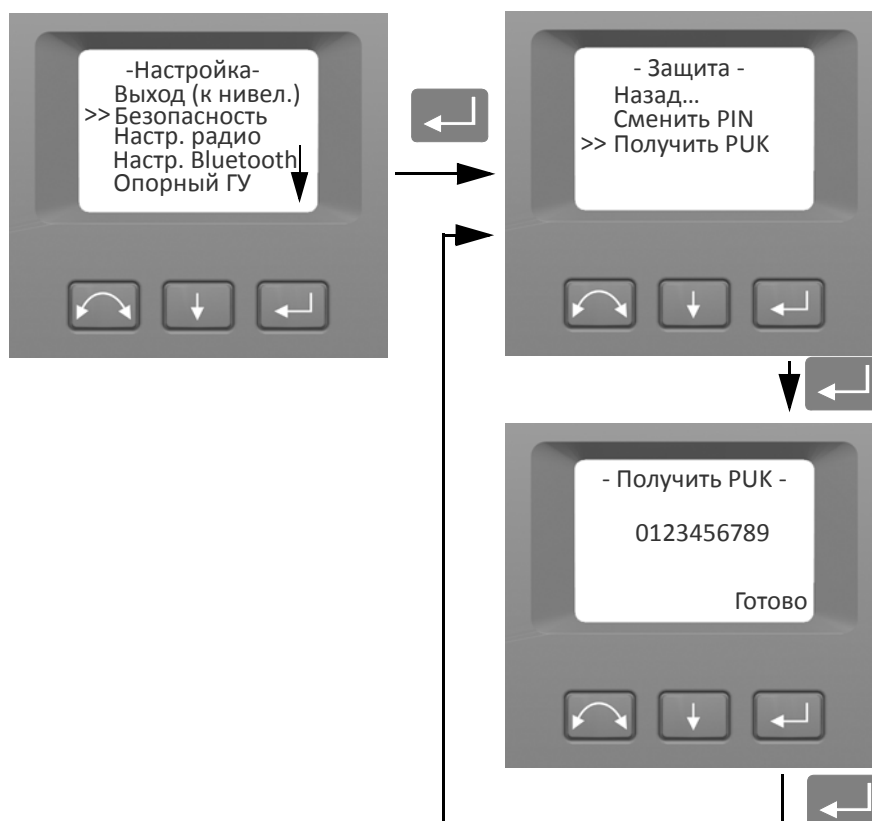 -Настройка-
Выход (к нивел.)
>> Безопасность
Настр. радио
Настр. Bluetooth
Опорный ГУ
- Защита -
Назад...
Сменить PIN
>> Получить PUK
- Получить PUK -
0123456789
Готово